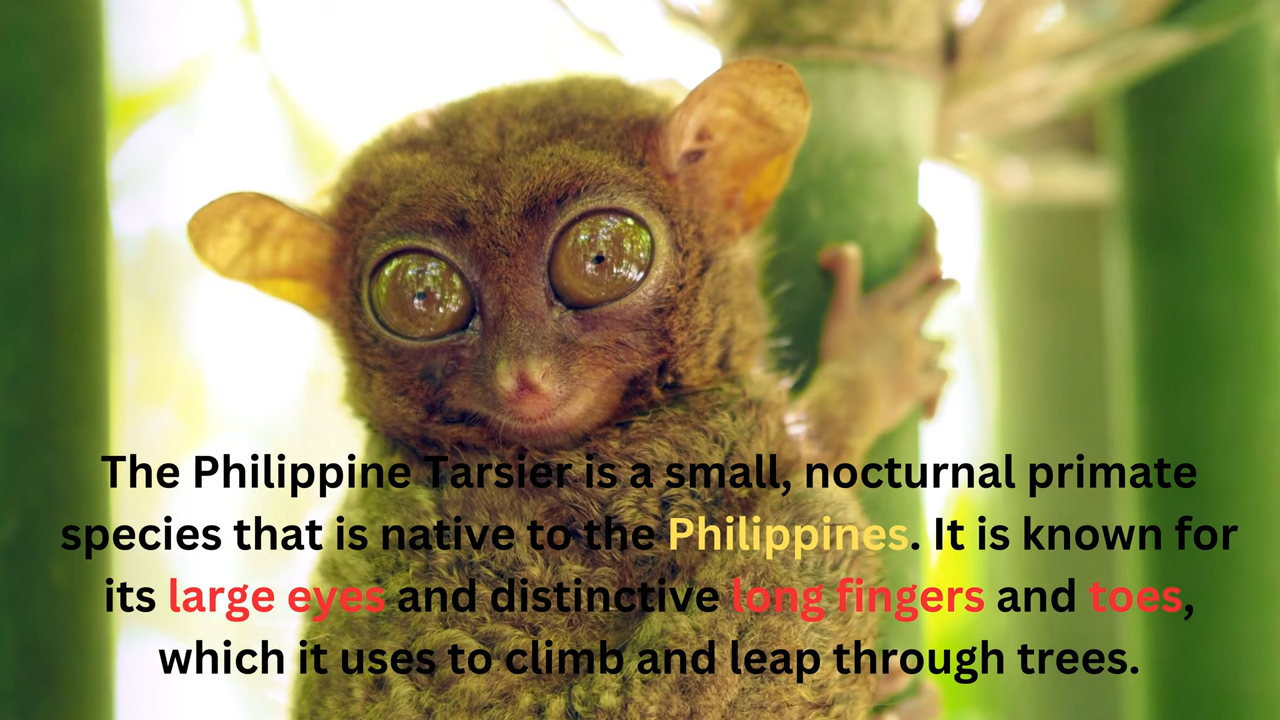 The Philippine Tarsier is a small, nocturnal primate
species that is native to the Philippines. It is known for
its large eyes and distinctive long fingers and toes,
which it uses to climb and leap through trees.